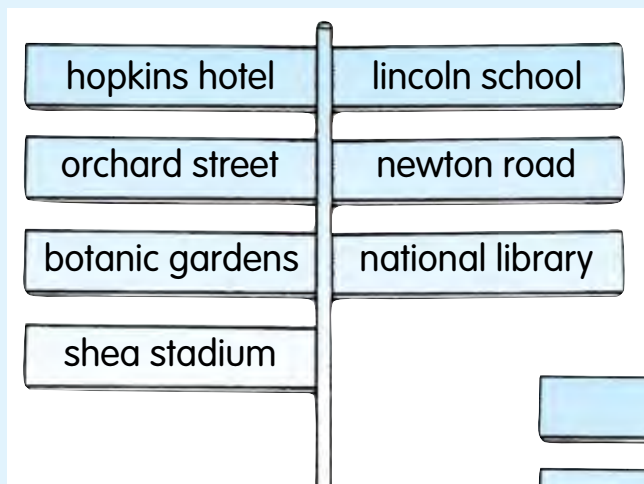 hopkins hotel
lincoln school
orchard street
newton road
botanic gardens
national library
shea stadium